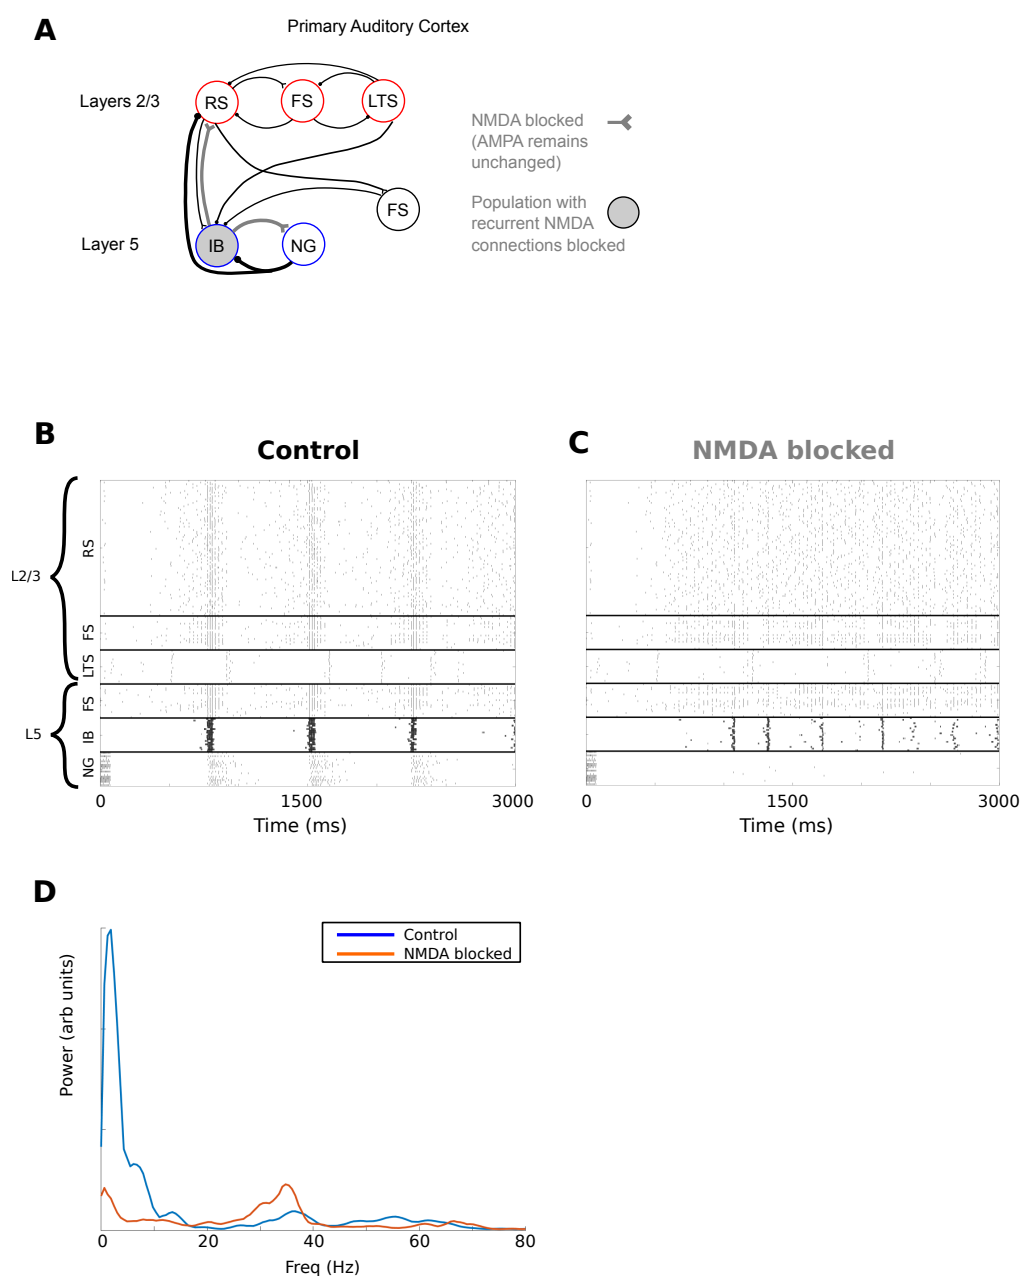 A
Primary Auditory Cortex
Layers 2/3
RS
FS
LTS
NMDA blocked
(AMPA remains
unchanged)
FS
Population with
recurrent NMDA
connections blocked
Layer 5
IB
NG
B
Control
C
NMDA blocked
L2/3
RS
FS
LTS
L5
FS
IB
NG
0
1500
3000
Time (ms)
0
1500
3000
Time (ms)
D
Control
NMDA blocked
Power (arb units)
0
20
40
60
80
Freq (Hz)